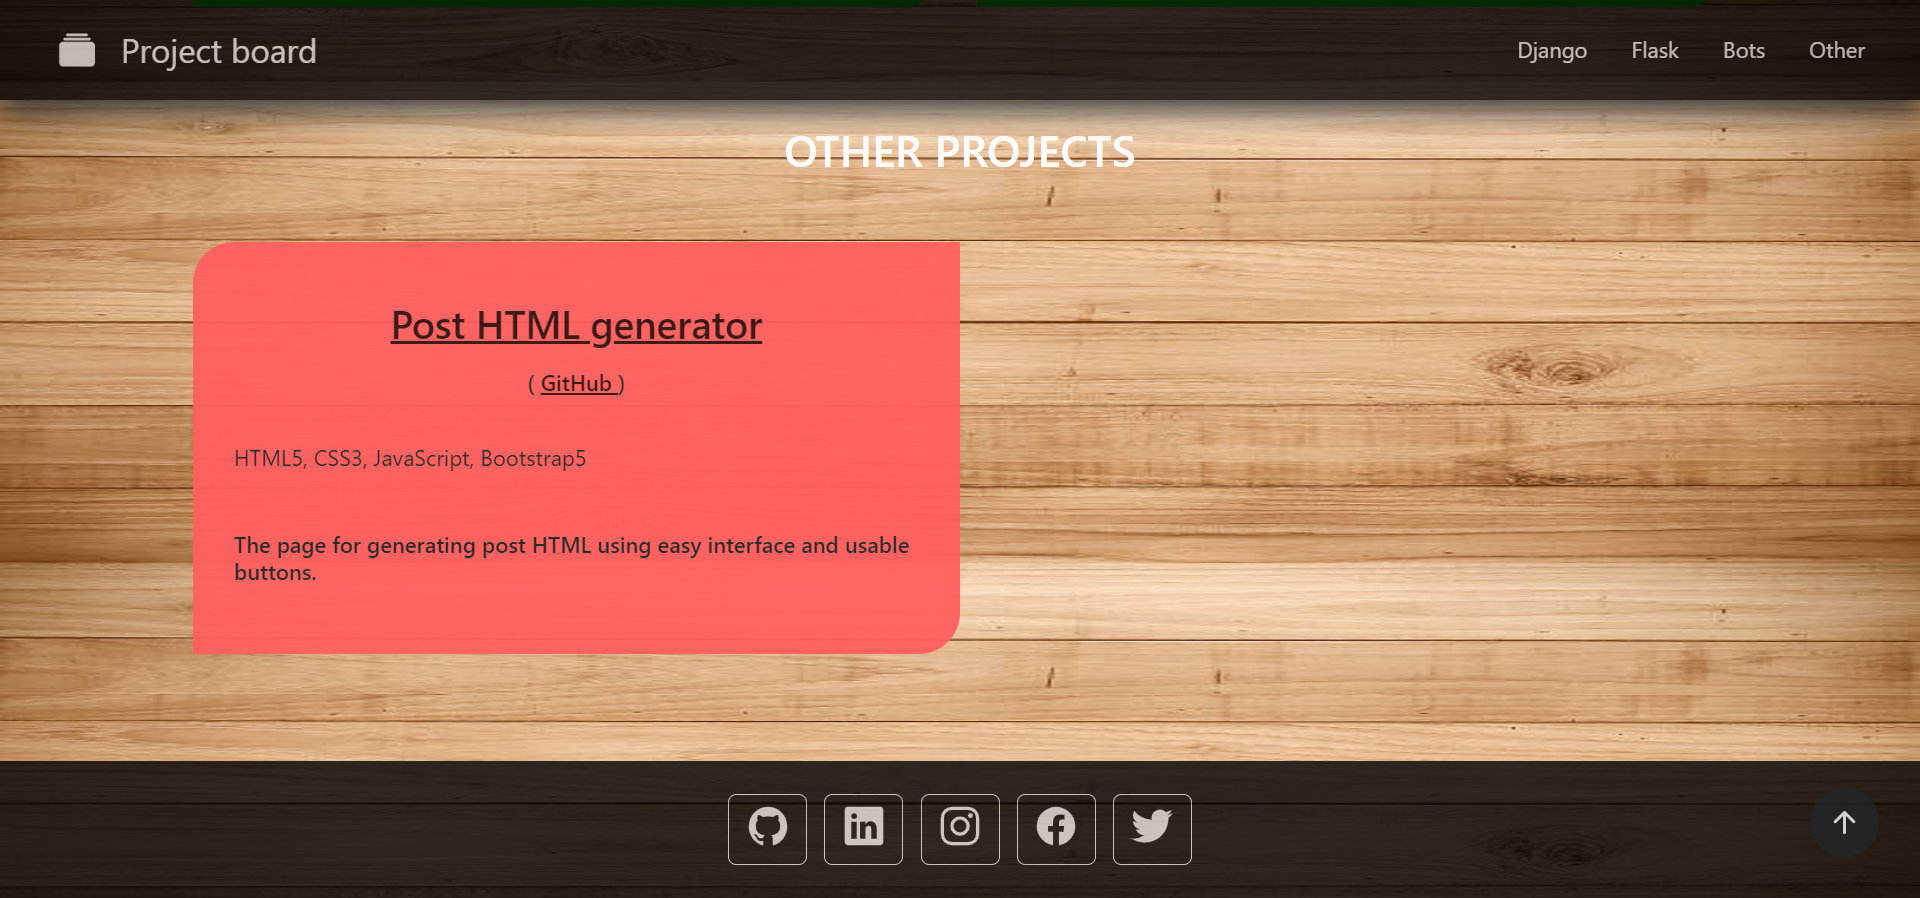 Project board
Django
Flask
Bots
Other
OTHER PROJECTS
Post HTML generator
( GitHub )
HTML5, CSS3, JavaScript, Bootstrap5
The page for generating post HTML using easy interface and usable
buttons.